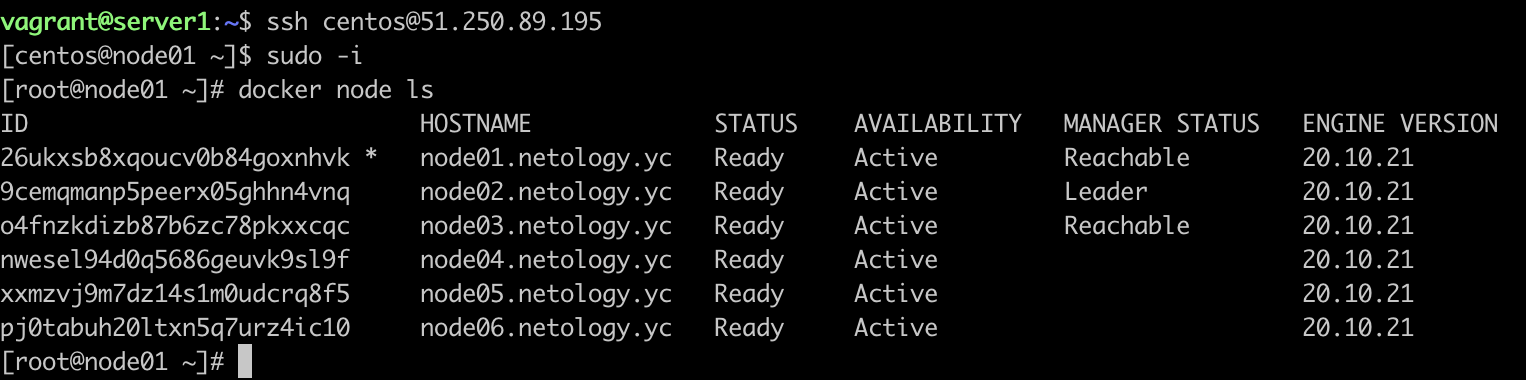 vagrant@server1:~$ ssh centos@51.250.89.195
[centos@node01 ~]$ sudo -i
[root@node01 ~]# docker node ls
ID                            HOSTNAME             STATUS    AVAILABILITY   MANAGER STATUS   ENGINE VERSION
26ukxsb8xqoucv0b84goxnhvk *   node01.netology.yc   Ready     Active         Reachable        20.10.21
9cemqmanp5peerx05ghhn4vnq     node02.netology.yc   Ready     Active         Leader           20.10.21
o4fnzkdizb87b6zc78pkxxcqc     node03.netology.yc   Ready     Active         Reachable        20.10.21
nwesel94d0q5686geuvk9sl9f     node04.netology.yc   Ready     Active                          20.10.21
xxmzvj9m7dz14s1m0udcrq8f5     node05.netology.yc   Ready     Active                          20.10.21
pj0tabuh20ltxn5q7urz4ic10     node06.netology.yc   Ready     Active                          20.10.21
[root@node01 ~]#